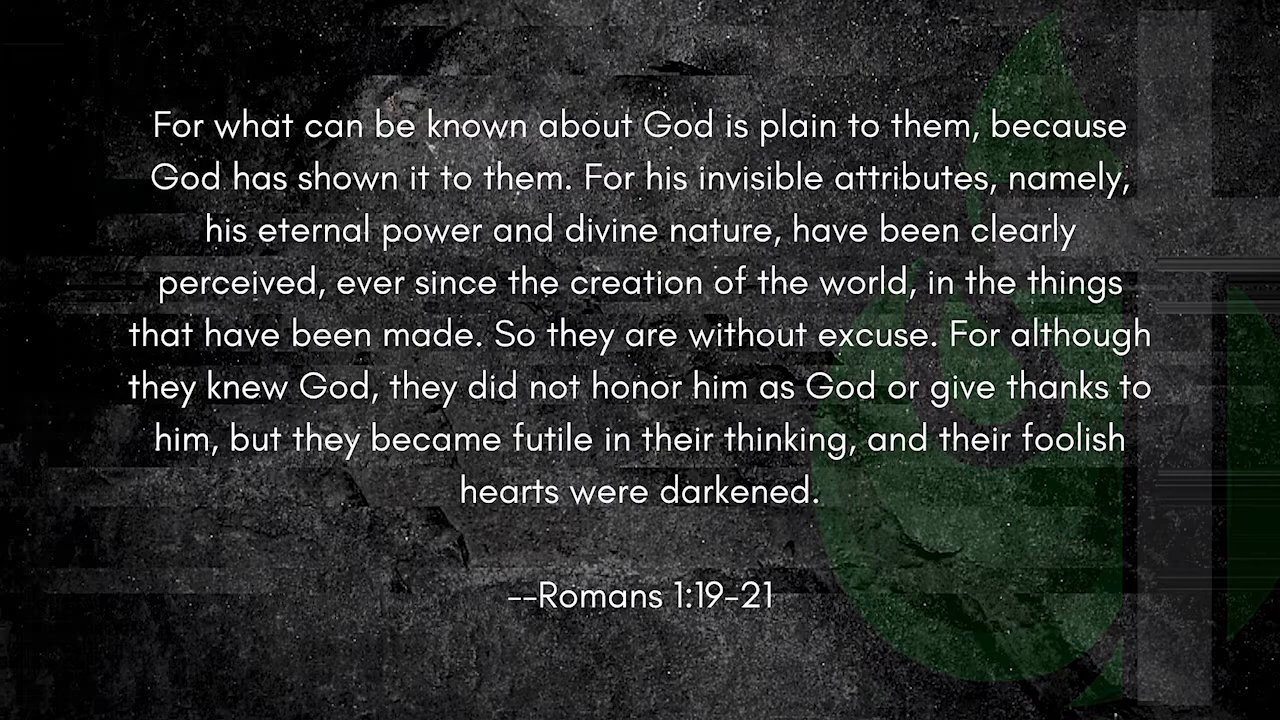 For what can be known about God is plain to them, because
God has shown it to them. For his invisible attributes, namely,
his eternal power and divine nature, have been clearly
perceived, ever since the creation of the world, in the things
that have been made. So they are without excuse. For although
they knew God, they did not honor him as God or give thanks to
him, but they became futile in their thinking, and their foolish
hearts were darkened.
--Romans 1:19-21